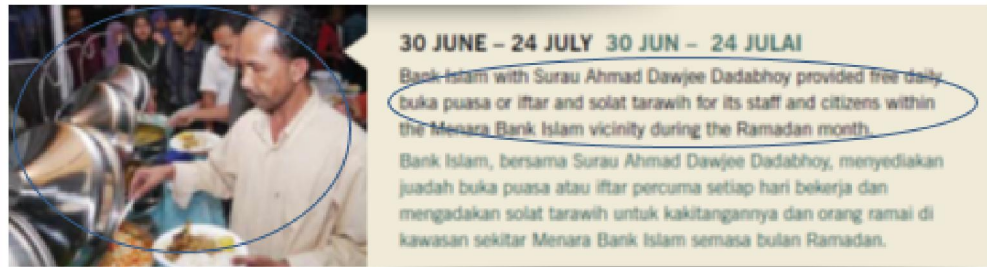 30 JUNE – 24 JULY 30 JUN – 24 JULAI
Bank Islam with Surau Ahmad Dawjee Dadabhoy provided free daily
buka puasa or iftar and solat tarawih for its staff and citizens within
the Menara Bank Islam vicinity during the Ramadan month.
Bank Islam, bersama Surau Ahmad Dawjee Dadabhoy, menyediakan
juadah buka puasa atau iftar percuma setiap hari bekerja dan
mengadakan solat tarawih untuk kakitangannya dan orang ramai di
kawasan sekitar Menara Bank Islam semasa bulan Ramadan.